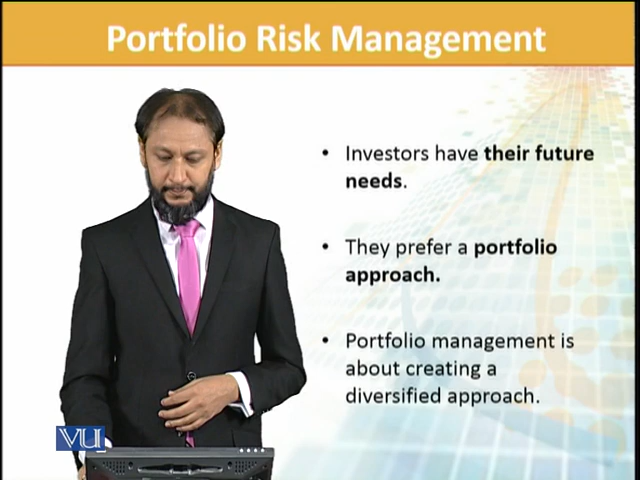 Portfolio Risk Management
• Investors have their future
needs.
• They prefer a portfolio
approach.
• Portfolio management is
about creating a
diversified approach.
VU